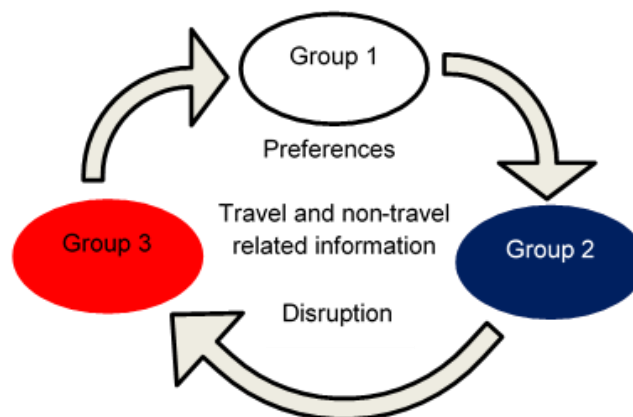 Group 1
Preferences
Travel and non-travel
related information
Group 3
Group 2
Disruption